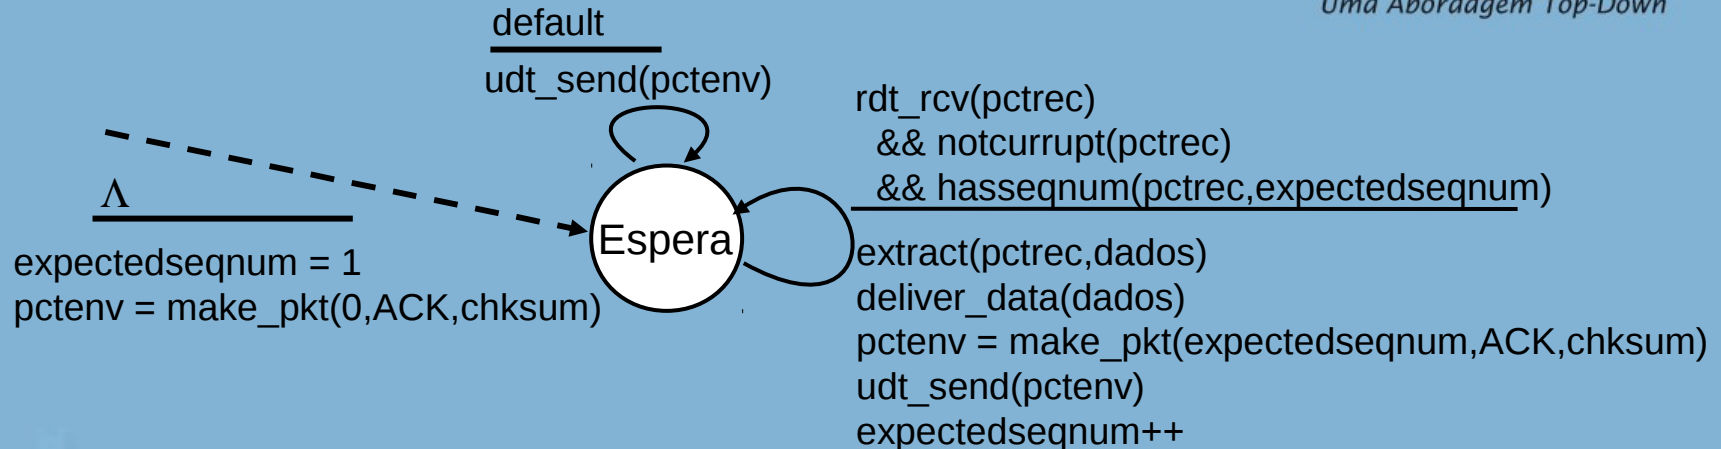 Uma Abordagem Top-Down
default
udt_send(pctenv)
rdt_rcv(pctrec)
&& notcurrupt(pctrec)
&& hasseqnum(pctrec,expectedseqnum)
Λ
expectedseqnum = 1
pctenv = make_pkt(0,ACK,chksum)
Espera
extract(pctrec,dados)
deliver_data(dados)
pctenv = make_pkt(expectedseqnum,ACK,chksum)
udt_send(pctenv)
expectedseqnum++